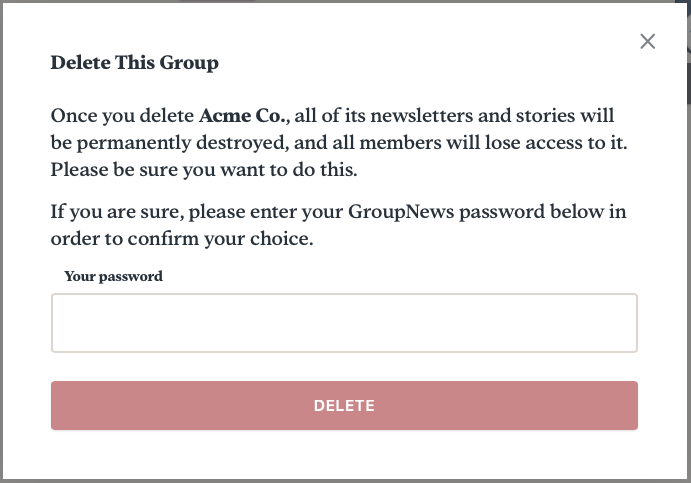 Delete This Group
Once you delete Acme Co., all of its newsletters and stories will
be permanently destroyed, and all members will lose access to it.
Please be sure you want to do this.
If you are sure, please enter your GroupNews password below in
order to confirm your choice.
Your password
DELETE